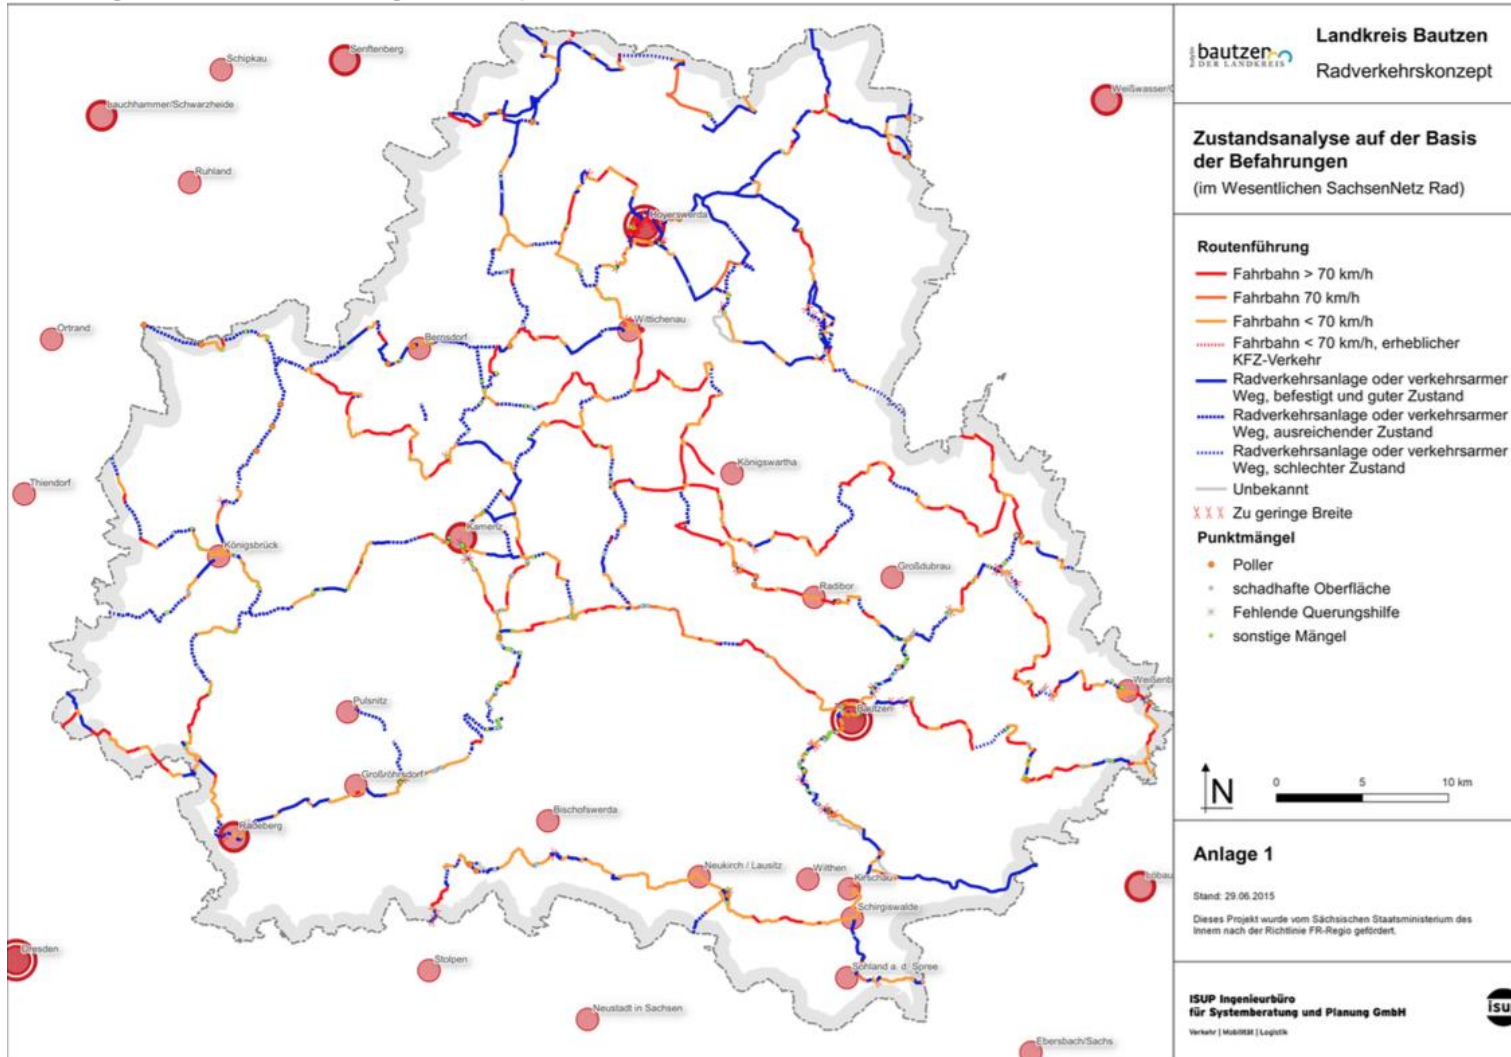 Schipkau
Senftenberg
Lauchhammer/Schwarzheide
Weißwasser/O
Ruhland
Hoyerswerda
Ortrand
Bernsdorf
Wittichenau
Thiendorf
Königswartha
Kamenz
Königsbrück
Großdubrau
Radibor
Pulsnitz
Weißenb
Bautzen
Großröhrsdorf
Radeberg
Bischofswerda
Neukirch / Lausitz
Wilthen
Kirschau
Löbau
Schirgiswalde
Dresden
Stolpen
Sohland a. d. Spree
Neustadt in Sachsen
Ebersbach/Sachs
bautzen
DER LANDKREIS
Landkreis Bautzen
Radverkehrskonzept
Zustandsanalyse auf der Basis
der Befahrungen
(im Wesentlichen SachsenNetz Rad)
Routenführung
Fahrbahn > 70 km/h
Fahrbahn 70 km/h
Fahrbahn < 70 km/h
Fahrbahn < 70 km/h, erheblicher
KFZ-Verkehr
Radverkehrsanlage oder verkehrsarmer
Weg, befestigt und guter Zustand
Radverkehrsanlage oder verkehrsarmer
Weg, ausreichender Zustand
Radverkehrsanlage oder verkehrsarmer
Weg, schlechter Zustand
Unbekannt
Zu geringe Breite
Punktmängel
Poller
schadhafte Oberfläche
Fehlende Querungshilfe
sonstige Mängel
N
0 5 10 km
Anlage 1
Stand: 29.06.2015
Dieses Projekt wurde vom Sächsischen Staatsministerium des
Innern nach der Richtlinie FR-Regio gefördert.
ISUP Ingenieurbüro
für Systemberatung und Planung GmbH
Verkehr | Mobilität | Logistik
isu